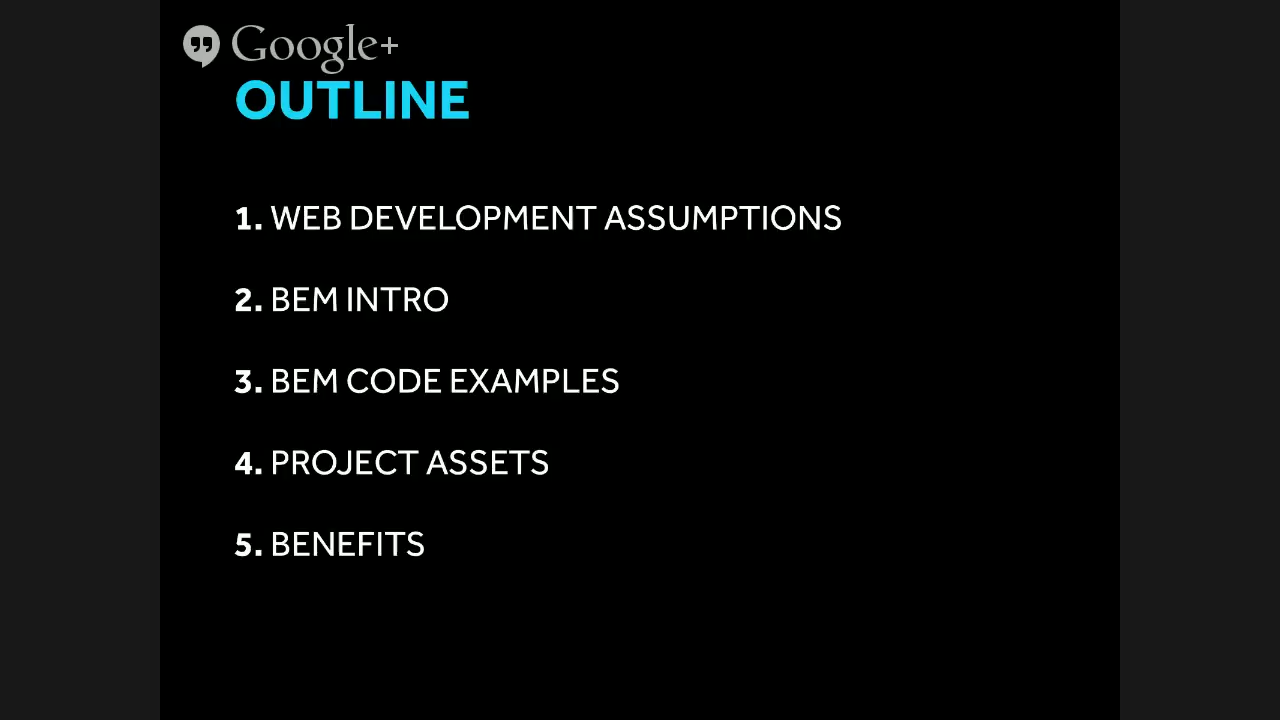 Google+
OUTLINE
1. WEB DEVELOPMENT ASSUMPTIONS
2. BEM INTRO
3. BEM CODE EXAMPLES
4. PROJECT ASSETS
5. BENEFITS